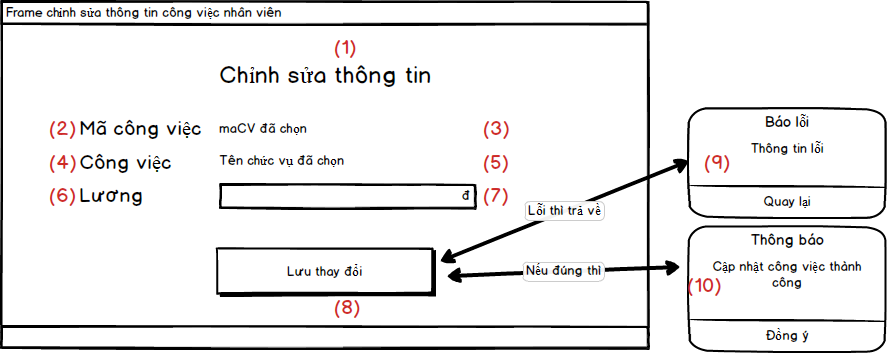 Frame chỉnh sửa thông tin công việc nhân viên
(1)
Chỉnh sửa thông tin
(2) Mã công việc maCV đã chọn (3)
(4) Công việc Tên chức vụ đã chọn (5)
(6) Lương đ (7)
Lưu thay đổi
(8)
Lỗi thì trả về
Nếu đúng thì
Báo lỗi
Thông tin lỗi
(9)
Quay lại
Thông báo
Cập nhật công việc thành
công
(10)
Đồng ý